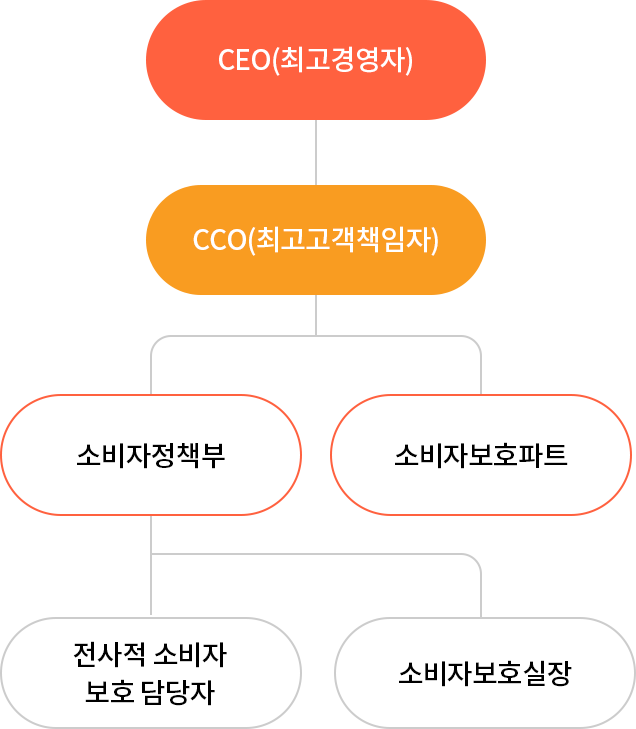 CEO(최고경영자)
CCO(최고고객책임자)
소비자정책부
소비자보호파트
전사적 소비자
보호 담당자
소비자보호실장